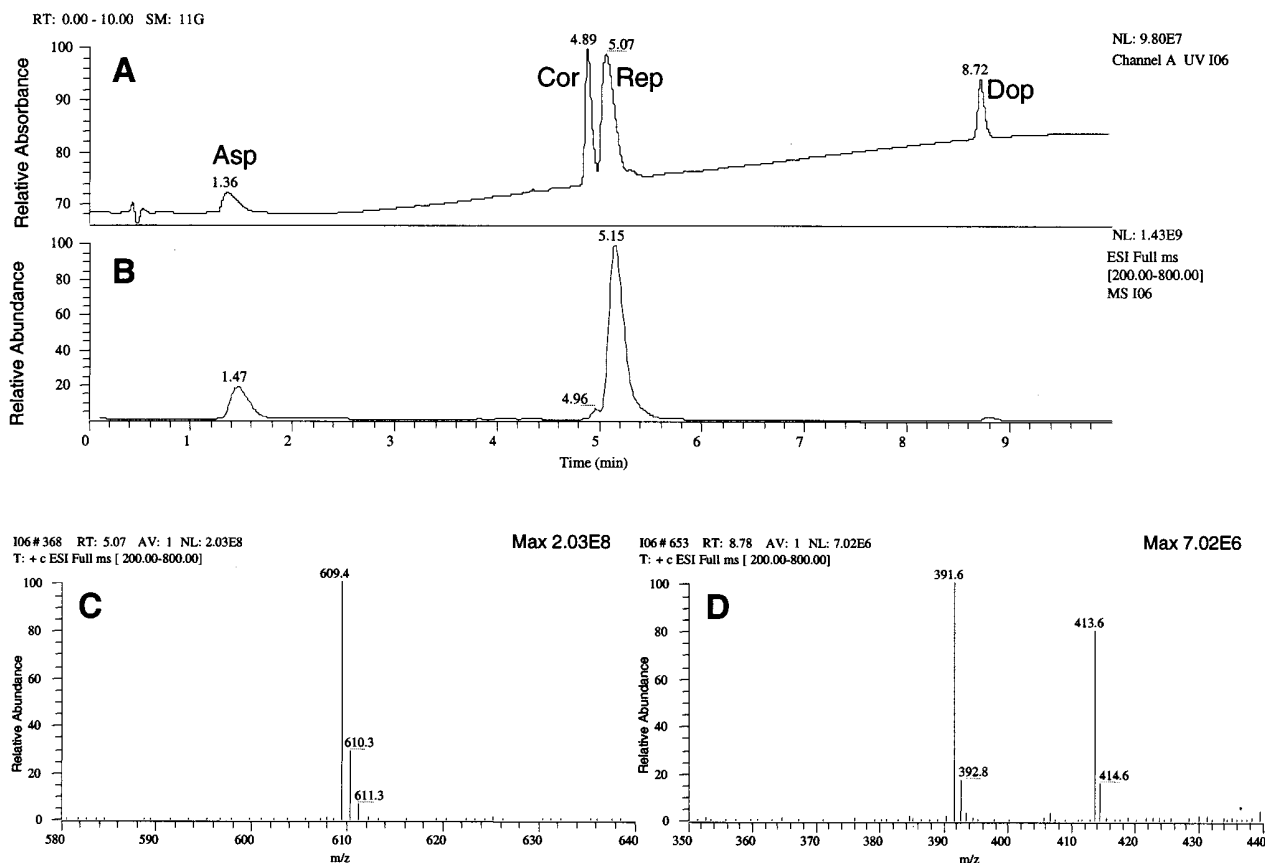 RT: 0.00 - 10.00 SM: 11G
NL: 9.80E7
Channel A UV I06
A
Relative Absorbance
100
90
80
70
Asp
1.36
Cor
4.89
5.07
Rep
8.72
Dop
NL: 1.43E9
ESI Full ms
[200.00-800.00]
MS I06
B
Relative Abundance
100
80
60
40
20
1.47
4.96
5.15
0 1 2 3 4 5 6 7 8 9
Time (min)
I06 # 368 RT: 5.07 AV: 1 NL: 2.03E8
T: + c ESI Full ms [ 200.00-800.00]
Max 2.03E8
C
Relative Abundance
100
80
60
40
20
0
609.4
610.3
611.3
580 590 600 610 620 630 640
m/z
I06 # 653 RT: 8.78 AV: 1 NL: 7.02E6
T: + c ESI Full ms [ 200.00-800.00]
Max 7.02E6
D
Relative Abundance
100
80
60
40
20
0
391.6
392.8
413.6
414.6
350 360 370 380 390 400 410 420 430 440
m/z